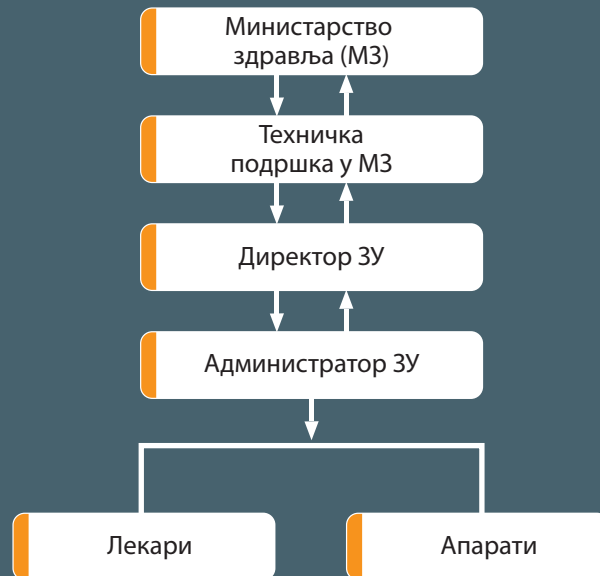 Министарство
здравља (МЗ)
Техничка
подршка у МЗ
Директор ЗУ
Администратор ЗУ
Лекари
Апарати